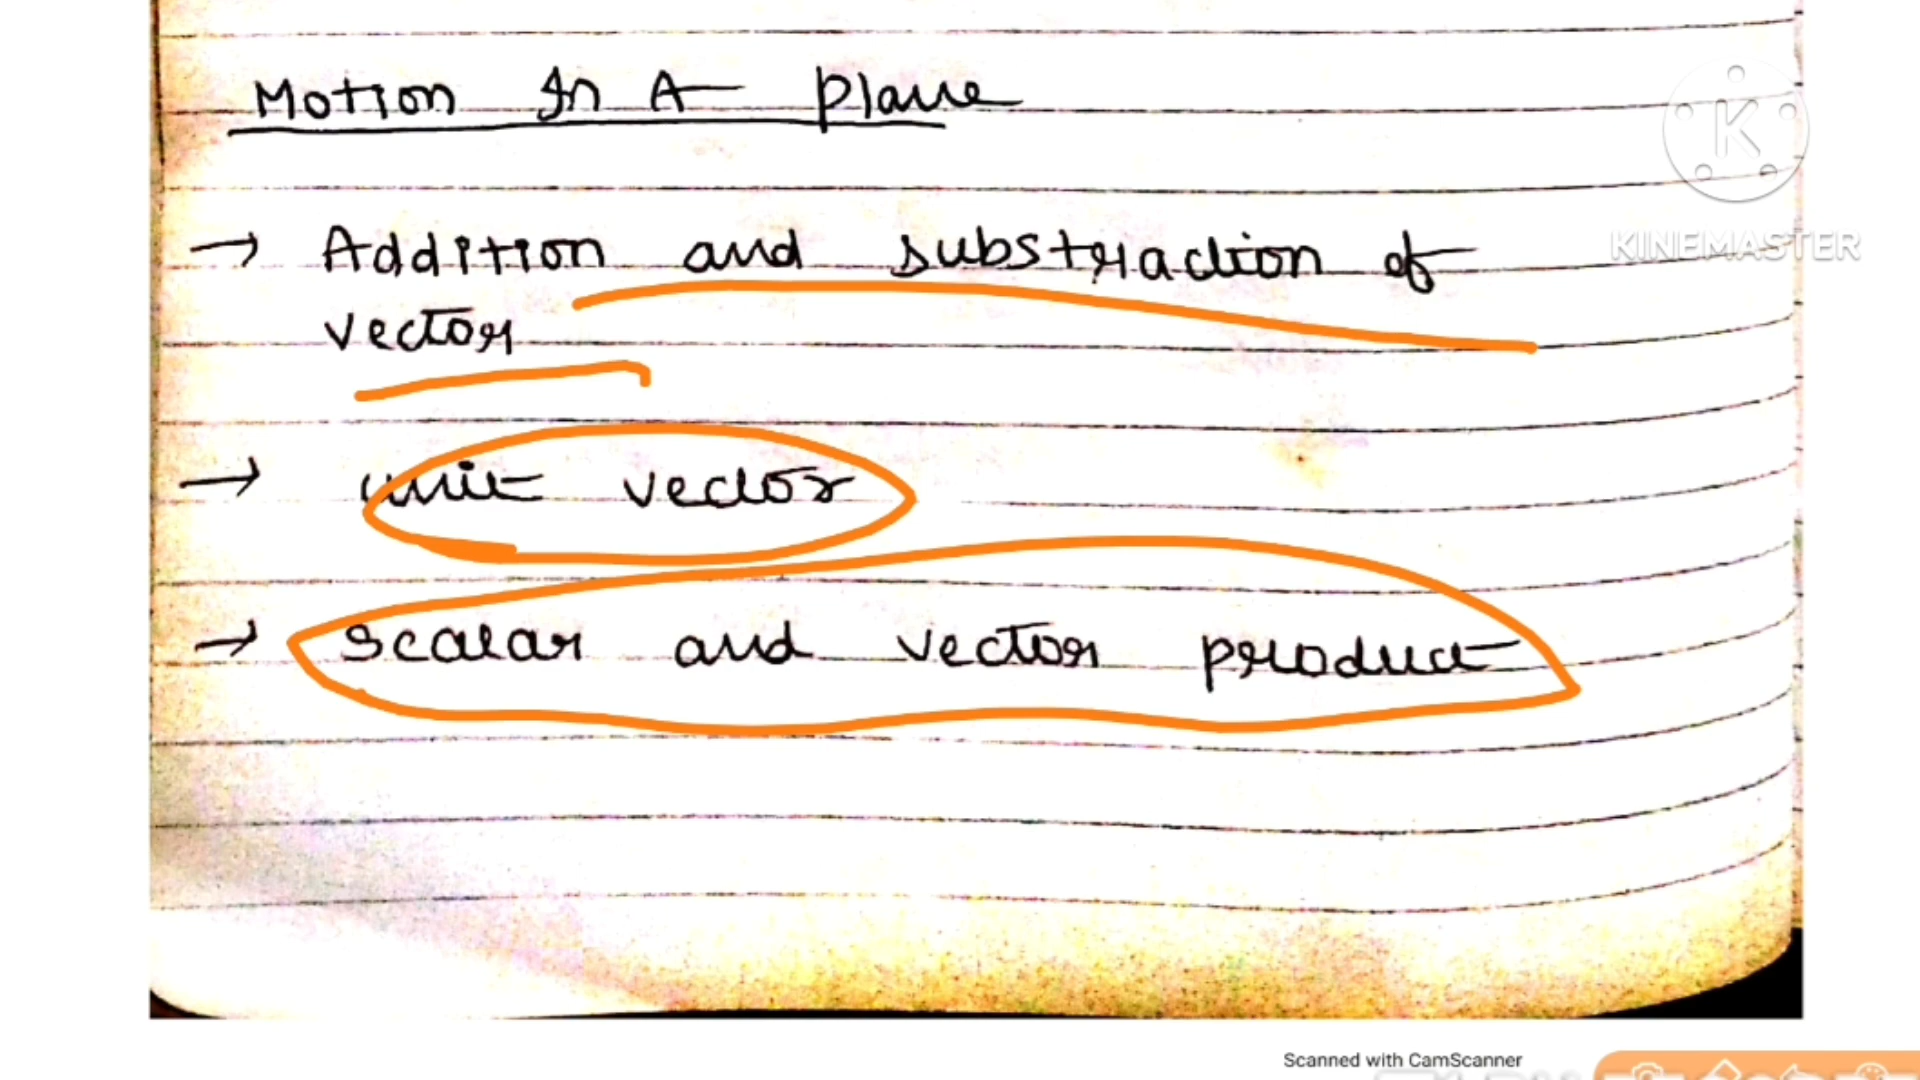 Motion In A Plane
KINEMASTER
→ Addition and substraction of
vector
→ unit vector
→ Scalar and vector product
Scanned with CamScanner